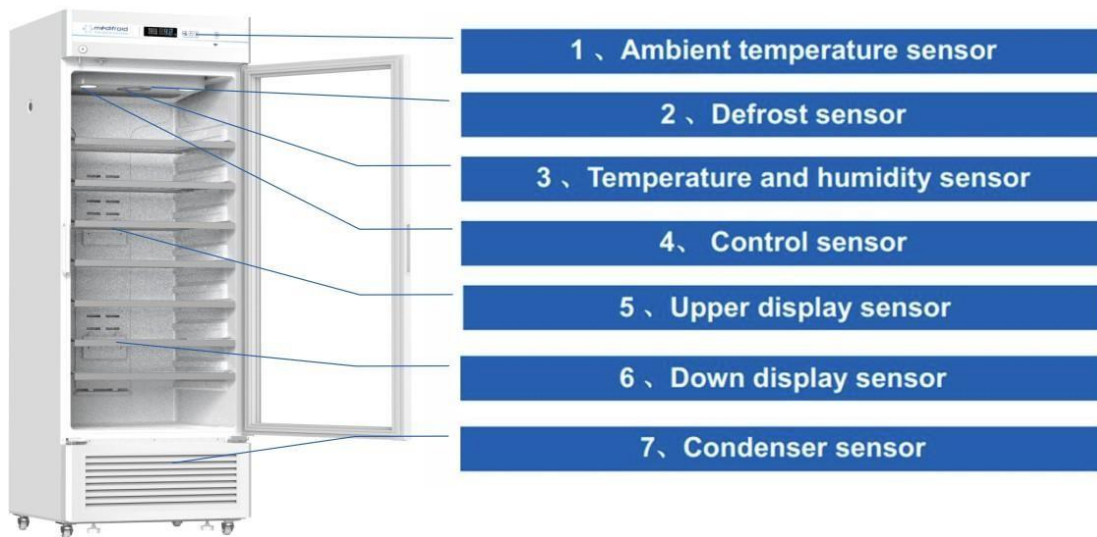 medifroid
1 、Ambient temperature sensor
2 、Defrost sensor
3 、Temperature and humidity sensor
4、 Control sensor
5 、Upper display sensor
6 、Down display sensor
7、Condenser sensor